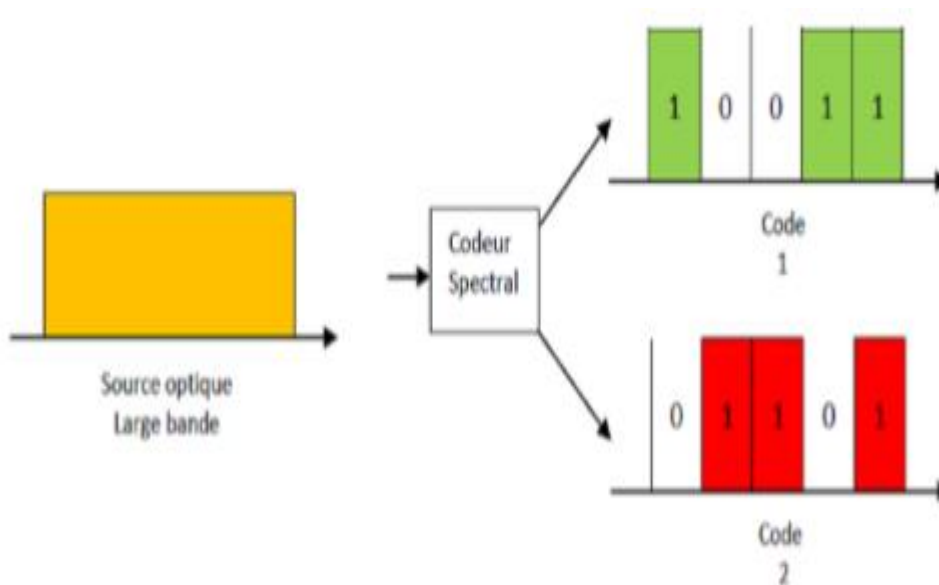 1 0 0 1 1
Code
1
Codeur
Spectral
Source optique
Large bande
0 1 1 0 1
Code
2